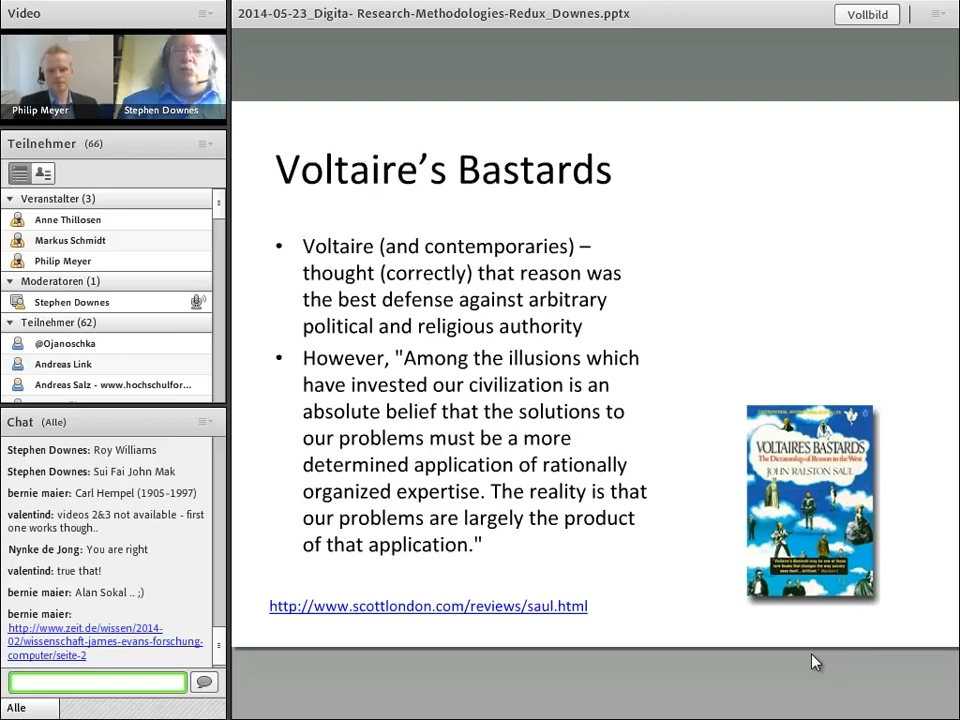 Video
2014-05-23_Digita- Research-Methodologies-Redux_Downes.pptx
Vollbild
Philip Meyer
Stephen Downes
Teilnehmer (66)
Veranstalter (3)
Anne Thillosen
Markus Schmidt
Philip Meyer
Moderatoren (1)
Stephen Downes
Teilnehmer (62)
@Ojanoschka
Andreas Link
Andreas Salz - www.hochschulfor...
Chat (Alle)
Stephen Downes: Roy Williams
Stephen Downes: Sui Fai John Mak
bernie maier: Carl Hempel (1905-1997)
valentind: videos 2&3 not available - first
one works though..
Nynke de Jong: You are right
valentind: true that!
bernie maier: Alan Sokal .. ;)
bernie maier:
http://www.zeit.de/wissen/2014-
02/wissenschaft-james-evans-forschung-
computer/seite-2
Alle
Voltaire's Bastards
• Voltaire (and contemporaries) –
thought (correctly) that reason was
the best defense against arbitrary
political and religious authority
• However, "Among the illusions which
have invested our civilization is an
absolute belief that the solutions to
our problems must be a more
determined application of rationally
organized expertise. The reality is that
our problems are largely the product
of that application."
http://www.scottlondon.com/reviews/saul.html
VOLTAIRE'S BASTARDS
The Dictatorship of Reason in the West
JOHN RALSTON SAUL